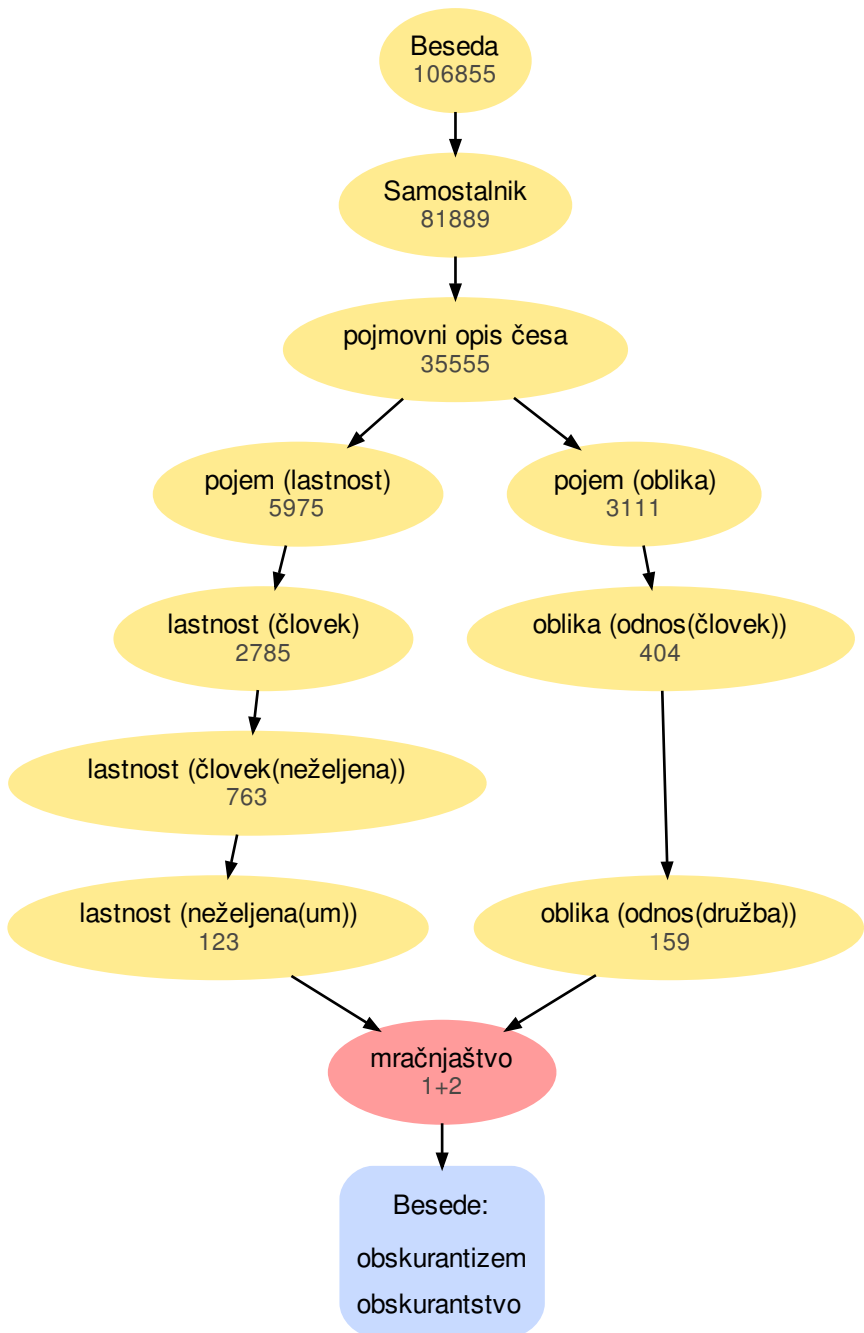 Beseda
106855
Samostalnik
81889
pojmovni opis česa
35555
pojem (lastnost)
5975
pojem (oblika)
3111
lastnost (človek)
2785
oblika (odnos(človek))
404
lastnost (človek(neželjena))
763
lastnost (neželjena(um))
123
oblika (odnos(družba))
159
mračnjaštvo
1+2
Besede:
obskurantizem
obskurantstvo